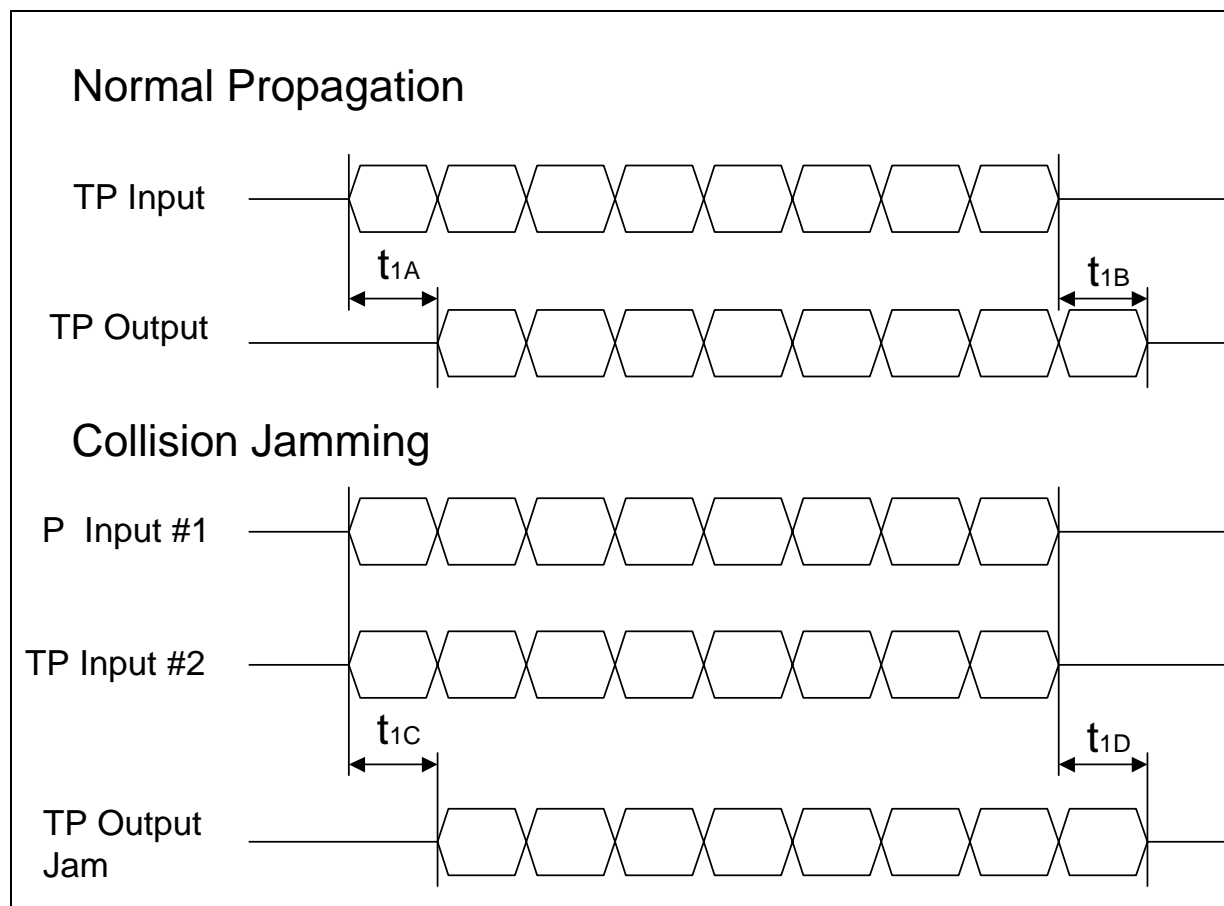 Normal Propagation
TP Input
t1A
t1B
TP Output
Collision Jamming
P Input #1
TP Input #2
t1C
t1D
TP Output
Jam